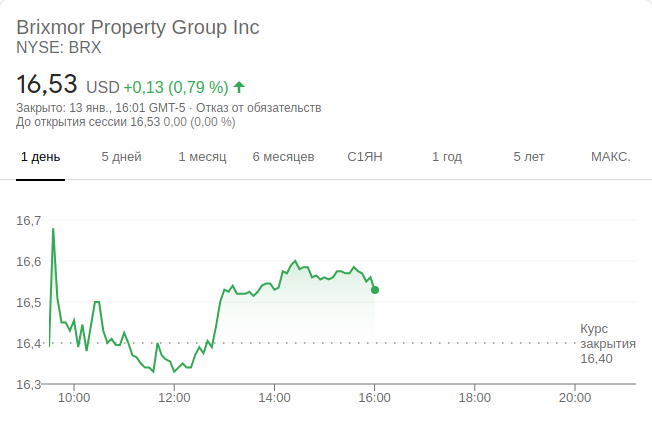 Brixmor Property Group Inc
NYSE: BRX
16,53 USD +0,13 (0,79 %)
Закрыто: 13 янв., 16:01 GMT-5 · Отказ от обязательств
До открытия сессии 16,53 0,00 (0,00 %)
1 день 5 дней 1 месяц 6 месяцев С1ЯН 1 год 5 лет МАКС.
16,7
16,6
16,5
16,4
16,3
Курс
закрытия
16,40
10:00 12:00 14:00 16:00 18:00 20:00